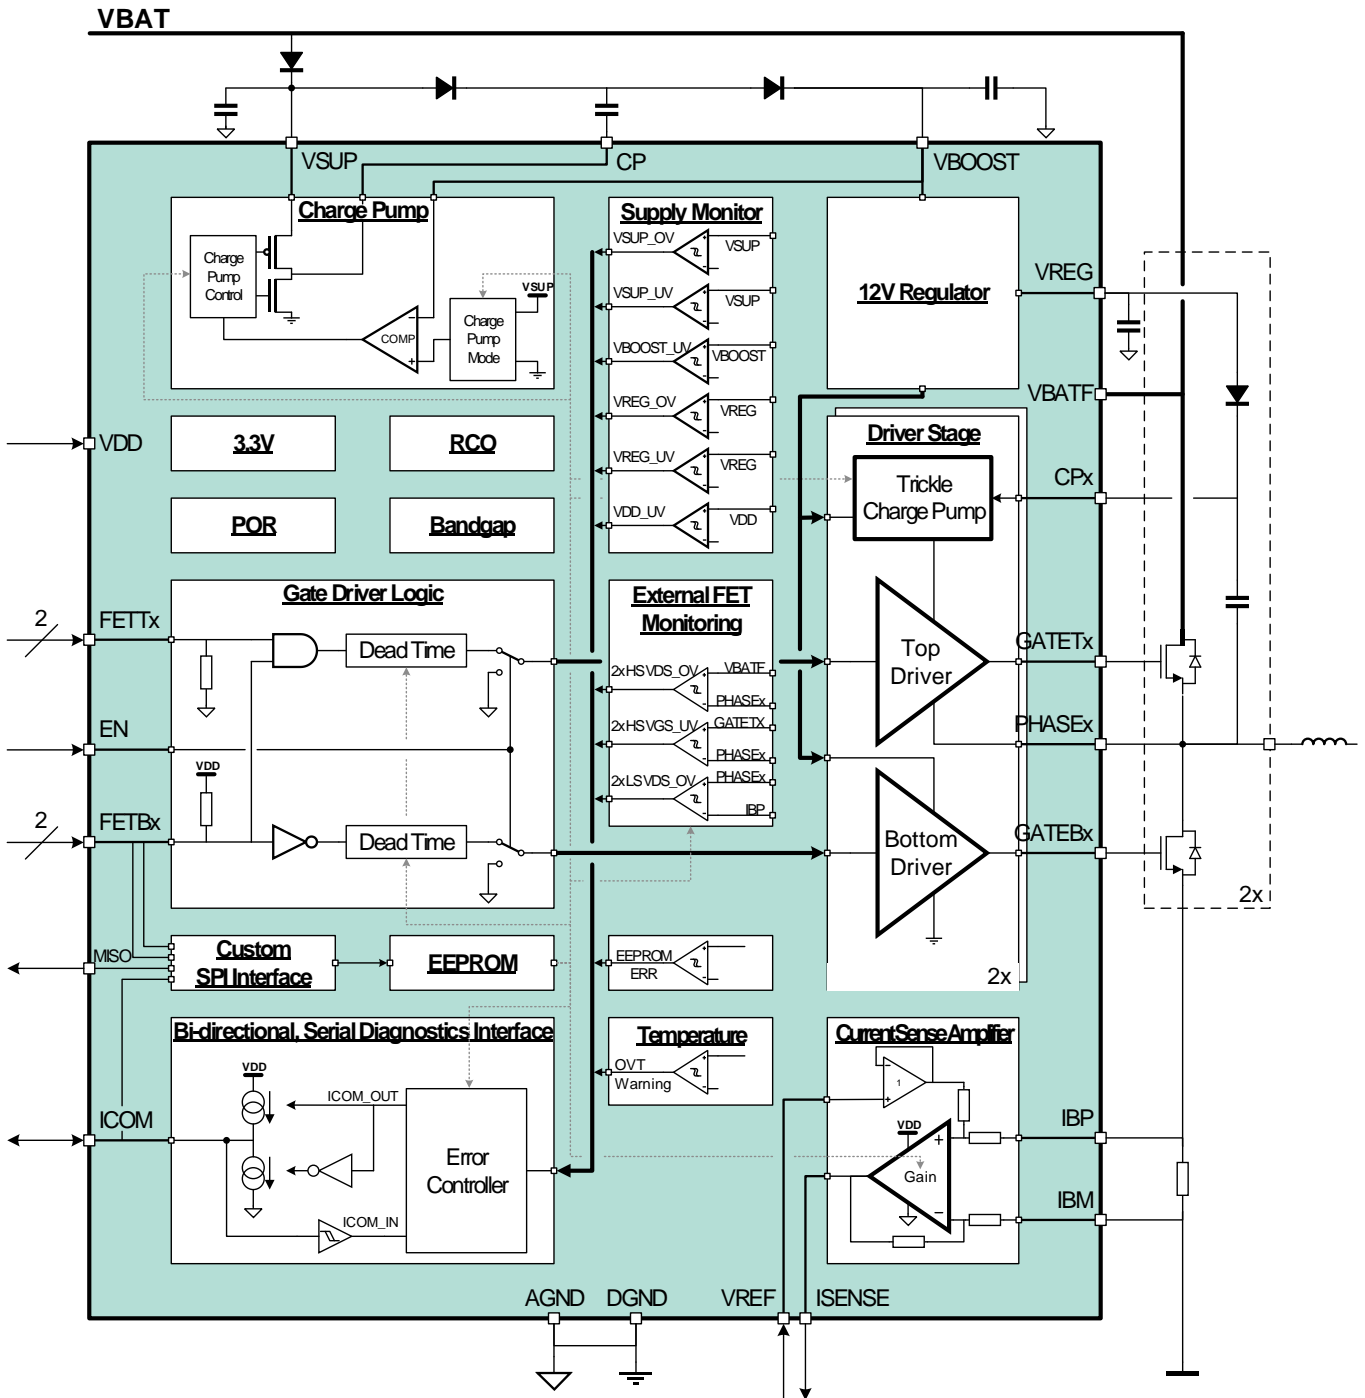 VBAT
VSUP
CP
VBOOST
Charge Pump
Charge
Pump
Control
COMP
VSUP
Charge
Pump
Mode
Supply Monitor
VSUP_OV
VSUP
VSUP_UV
VSUP
VBOOST_UV
VBOOST
VREG_OV
VREG
VREG_UV
VREG
VDD_UV
VDD
12V Regulator
VREG
VBATF
VDD
3.3V
RCO
POR
Bandgap
Driver Stage
Trickle
Charge Pump
CPx
2
FETTx
Gate Driver Logic
Dead Time
EN
VDD
2
FETBx
Dead Time
External FET
Monitoring
2xHSVDS_OV
VBATF
PHASEx
2xHSVGS_UV
GATETX
PHASEx
2xLSVDS_OV
PHASEx
IBP
Top
Driver
GATETx
PHASEx
Bottom
Driver
GATEBx
2x
2x
MISO
Custom
SPI Interface
EEPROM
EEPROM
ERR
Bi-directional, Serial Diagnostics Interface
VDD
ICOM_OUT
ICOM
ICOM_IN
Error
Controller
Temperature
OVT
Warning
Current Sense Amplifier
1
VDD
+
Gain
−
IBP
IBM
AGND
DGND
VREF
ISENSE